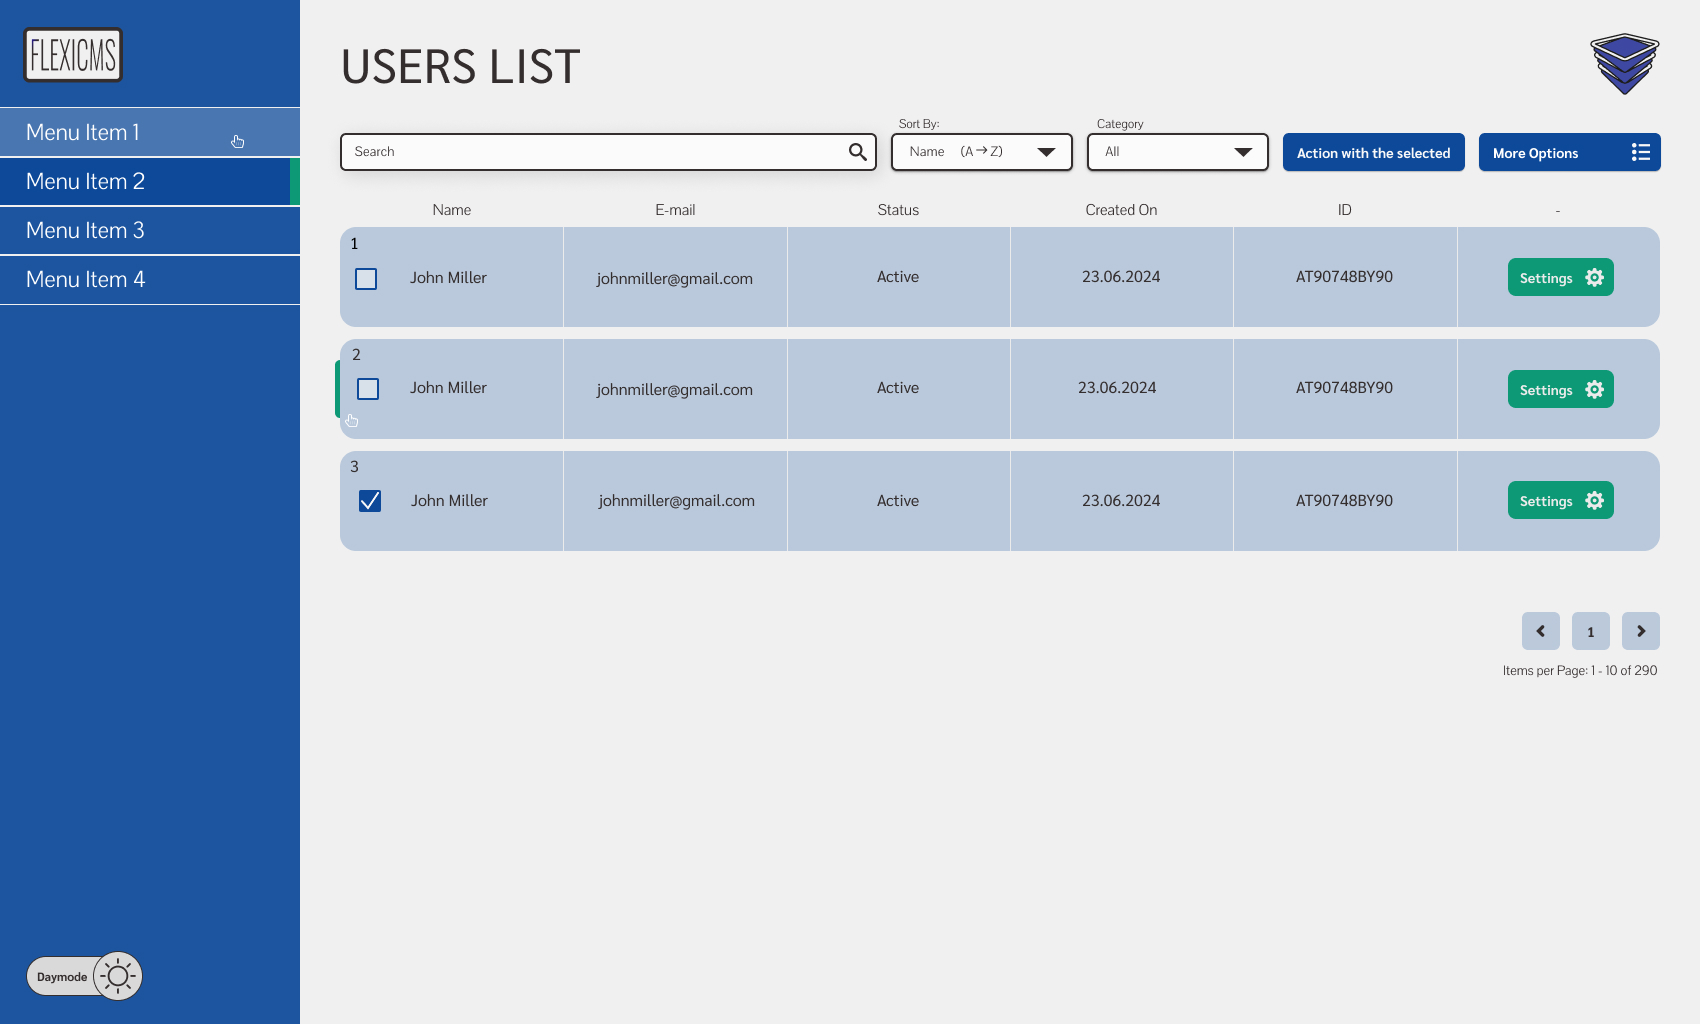 FLEXICMS
Menu Item 1
Menu Item 2
Menu Item 3
Menu Item 4
Daymode
USERS LIST
Search
Sort By:
Name (A→Z)
Category
All
Action with the selected
More Options
Name E-mail Status Created On ID -
1
John Miller johnmiller@gmail.com Active 23.06.2024 AT90748BY90 Settings
2
John Miller johnmiller@gmail.com Active 23.06.2024 AT90748BY90 Settings
3
John Miller johnmiller@gmail.com Active 23.06.2024 AT90748BY90 Settings
1
Items per Page: 1 - 10 of 290